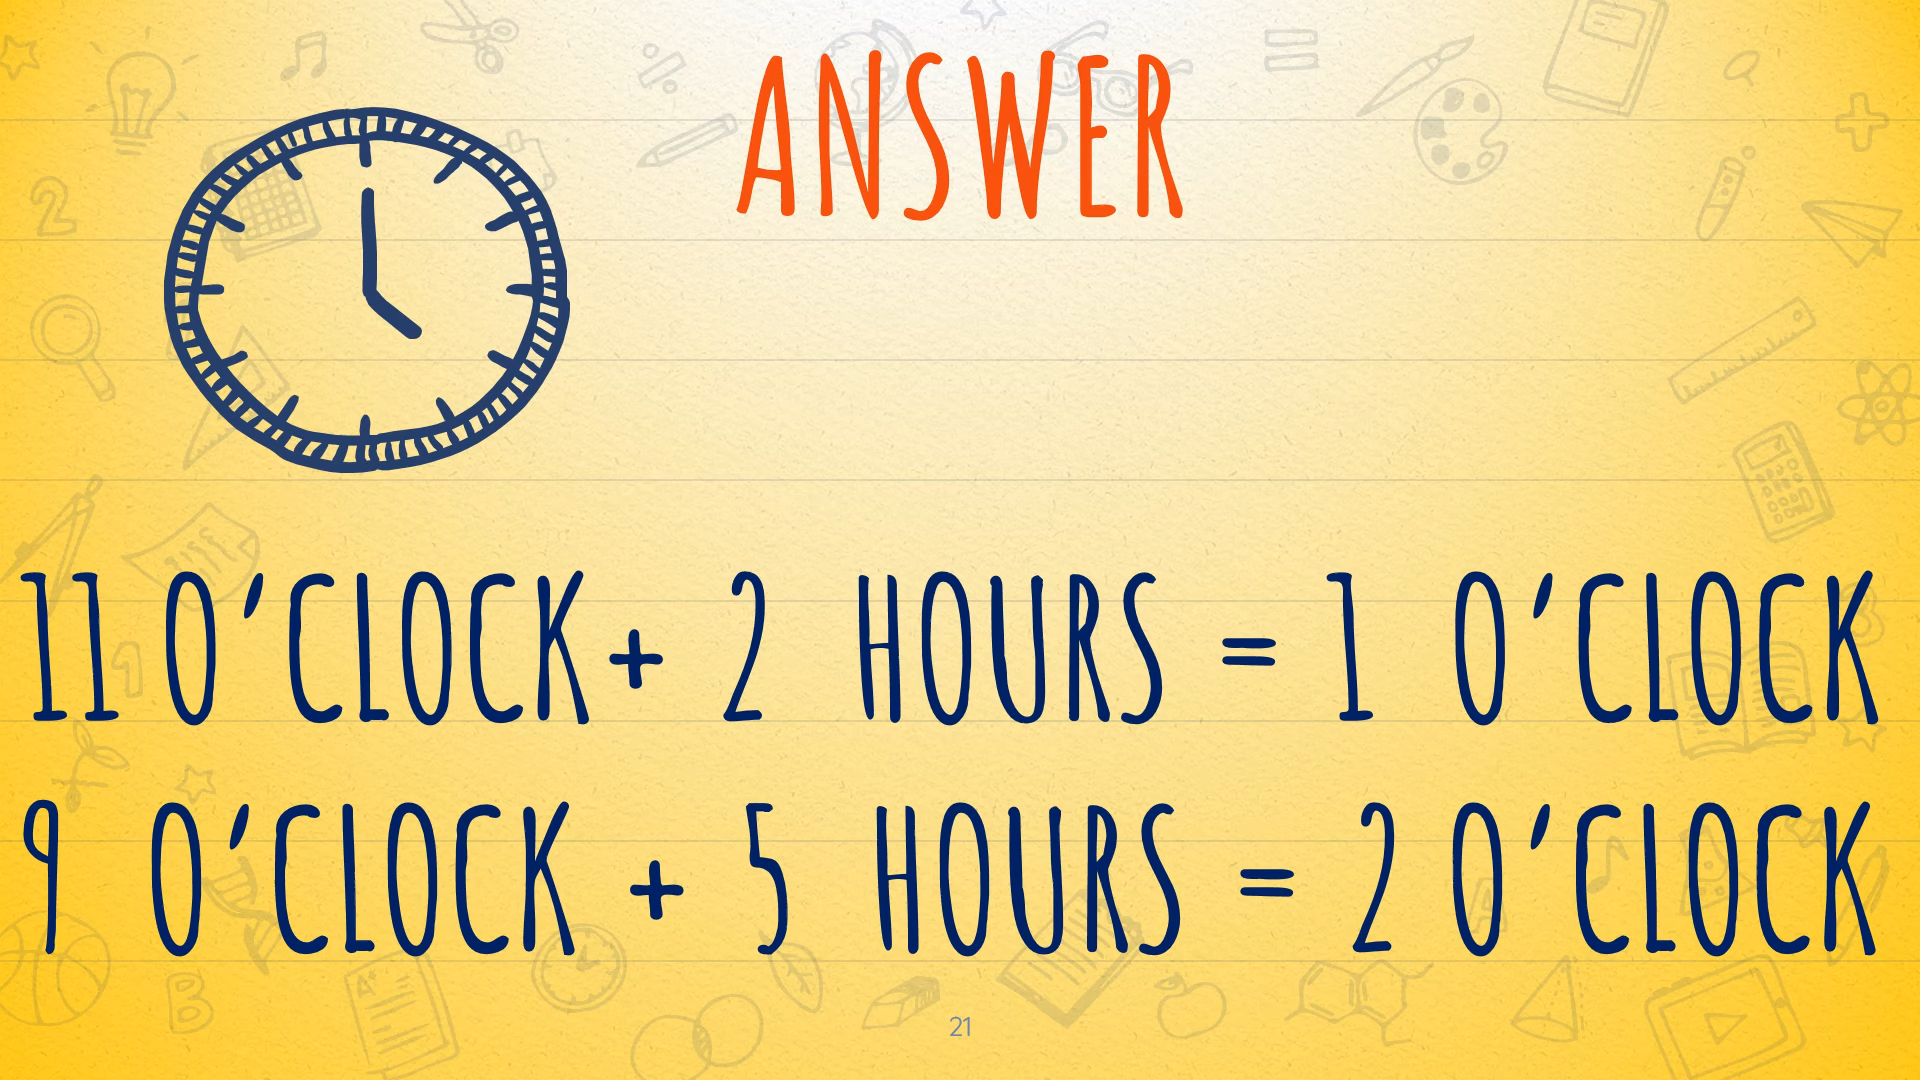 ANSWER
11 O'CLOCK + 2 HOURS = 1 O'CLOCK
9 O'CLOCK + 5 HOURS = 2 O'CLOCK
21